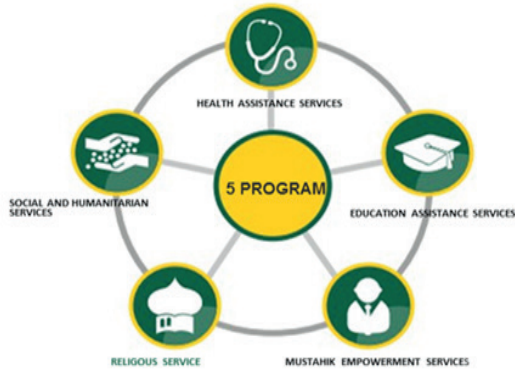 HEALTH ASSISTANCE SERVICES
5 PROGRAM
SOCIAL AND HUMANITARIAN
SERVICES
EDUCATION ASSISTANCE SERVICES
RELIGOUS SERVICE
MUSTAHIK EMPOWERMENT SERVICES